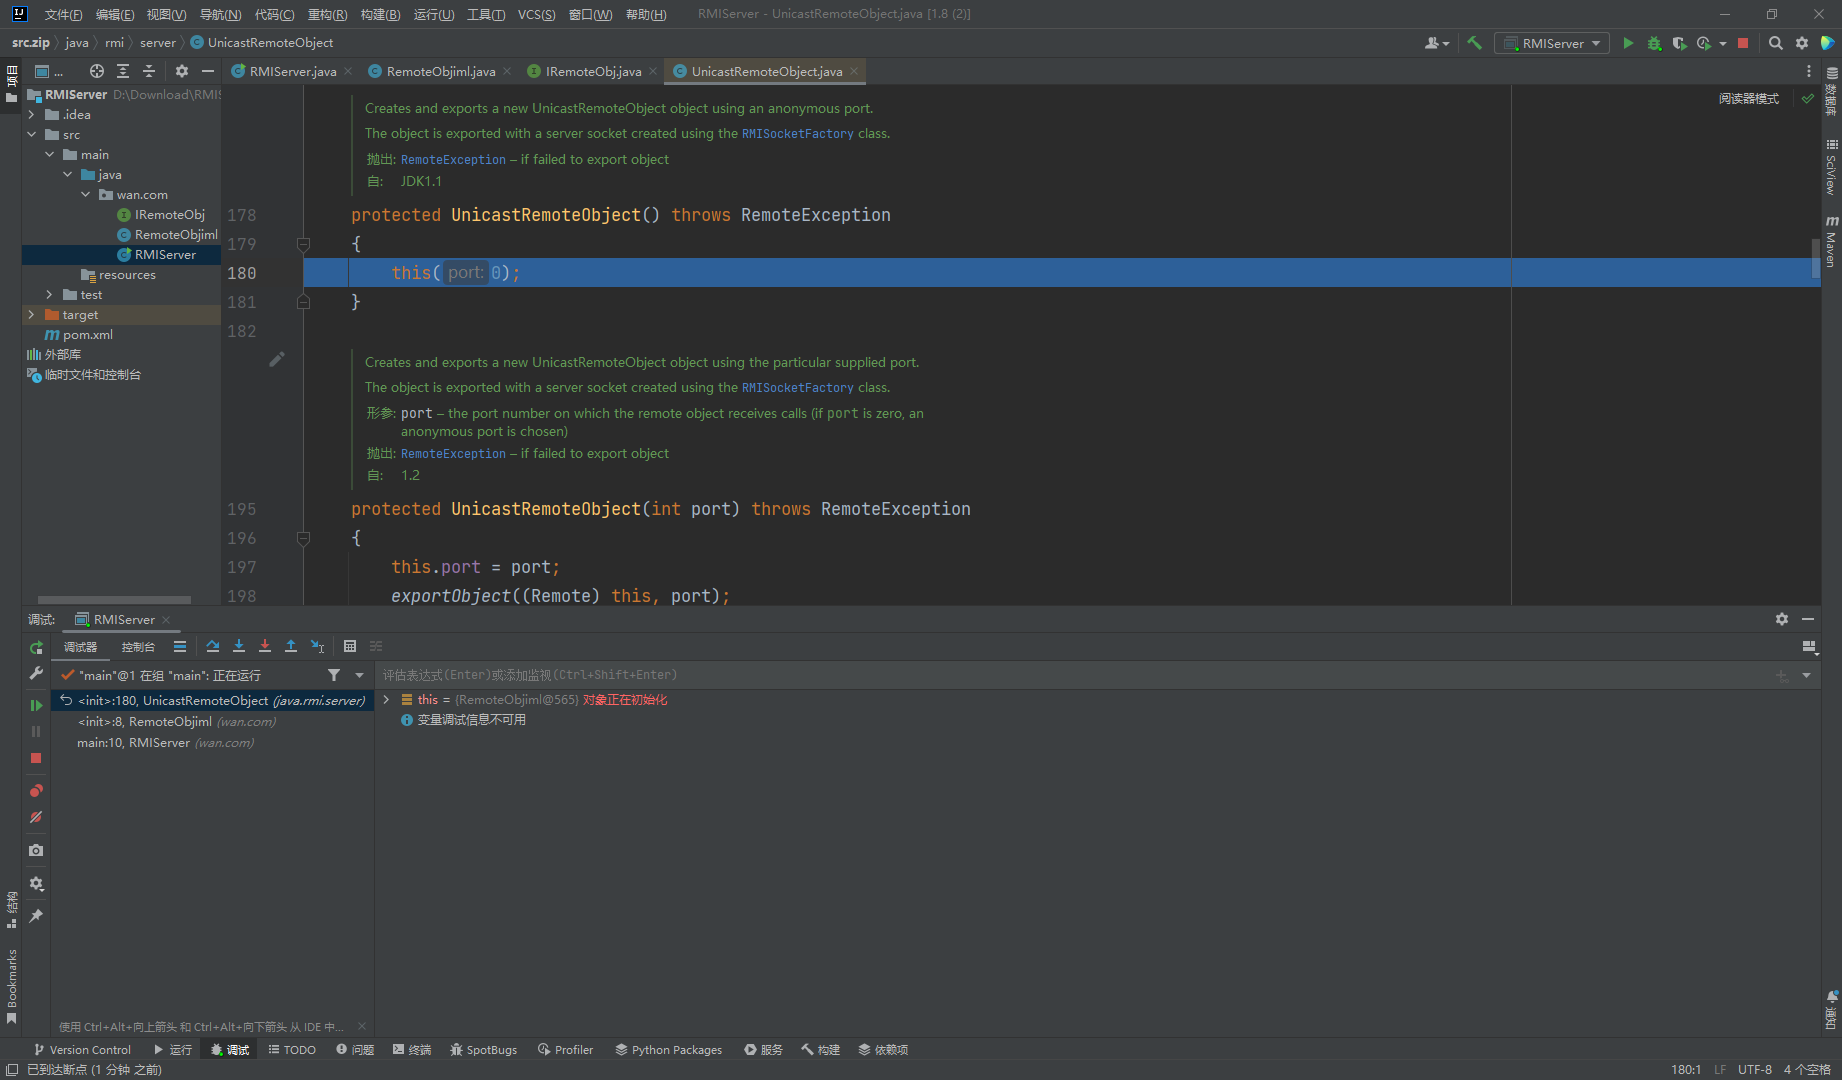 文件(F) 编辑(E) 视图(V) 导航(N) 代码(C) 重构(R) 构建(B) 运行(U) 工具(T) VCS(S) 窗口(W) 帮助(H) RMIServer - UnicastRemoteObject.java [1.8 (2)]
src.zip java rmi server UnicastRemoteObject
RMIServer
项目
...
RMIServer.java RemoteObjiml.java IRemoteObj.java UnicastRemoteObject.java
RMIServer D:\Download\RMIS
.idea
src
main
java
wan.com
IRemoteObj
RemoteObjiml
RMIServer
resources
test
target
pom.xml
外部库
临时文件和控制台
阅读器模式
Creates and exports a new UnicastRemoteObject object using an anonymous port.
The object is exported with a server socket created using the RMISocketFactory class.
抛出: RemoteException – if failed to export object
自: JDK1.1
178 protected UnicastRemoteObject() throws RemoteException
179 {
180 this( port: 0);
181 }
182
Creates and exports a new UnicastRemoteObject object using the particular supplied port.
The object is exported with a server socket created using the RMISocketFactory class.
形参: port – the port number on which the remote object receives calls (if port is zero, an
anonymous port is chosen)
抛出: RemoteException – if failed to export object
自: 1.2
195 protected UnicastRemoteObject(int port) throws RemoteException
196 {
197 this.port = port;
198 exportObject((Remote) this, port);
数据库
SciView
Maven
通知
调试: RMIServer
调试器 控制台
"main"@1 在组 "main": 正在运行
<init>:180, UnicastRemoteObject (java.rmi.server)
<init>:8, RemoteObjiml (wan.com)
main:10, RMIServer (wan.com)
评估表达式(Enter)或添加监视(Ctrl+Shift+Enter)
this = {RemoteObjiml@565} 对象正在初始化
变量调试信息不可用
结构
Bookmarks
使用 Ctrl+Alt+向上箭头 和 Ctrl+Alt+向下箭头 从 IDE 中...
Version Control 运行 调试 TODO 问题 终端 SpotBugs Profiler Python Packages 服务 构建 依赖项
已到达断点 (1 分钟 之前)
180:1 LF UTF-8 4 个空格